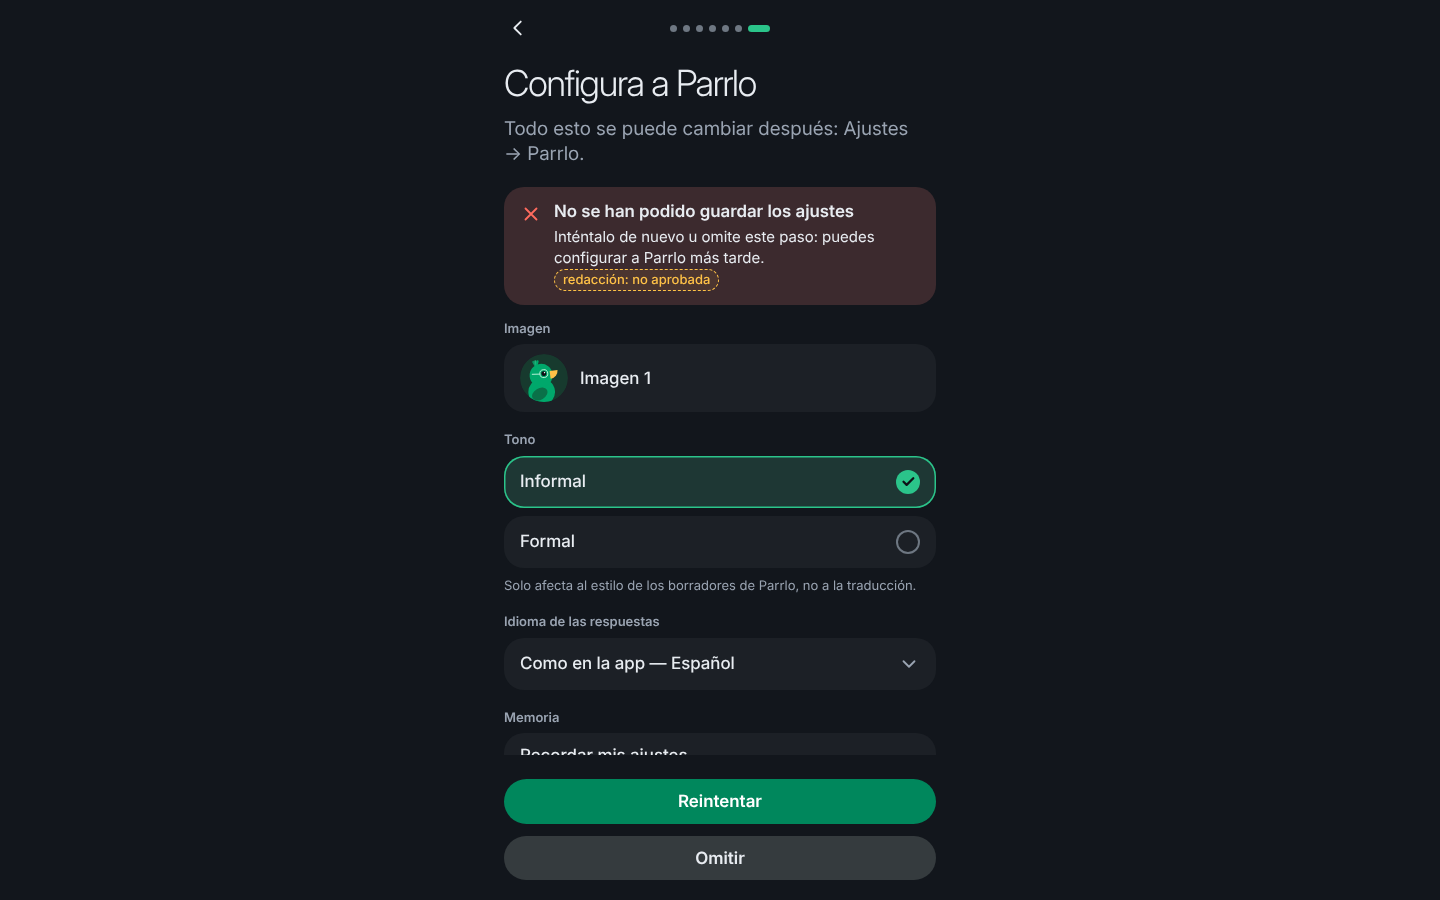 Configura a Parrlo
Todo esto se puede cambiar después: Ajustes
→ Parrlo.
No se han podido guardar los ajustes
Inténtalo de nuevo u omite este paso: puedes
configurar a Parrlo más tarde.
redacción: no aprobada
Imagen
Imagen 1
Tono
Informal
Formal
Solo afecta al estilo de los borradores de Parrlo, no a la traducción.
Idioma de las respuestas
Como en la app — Español
Memoria
Recordar mis ajustes
Reintentar
Omitir